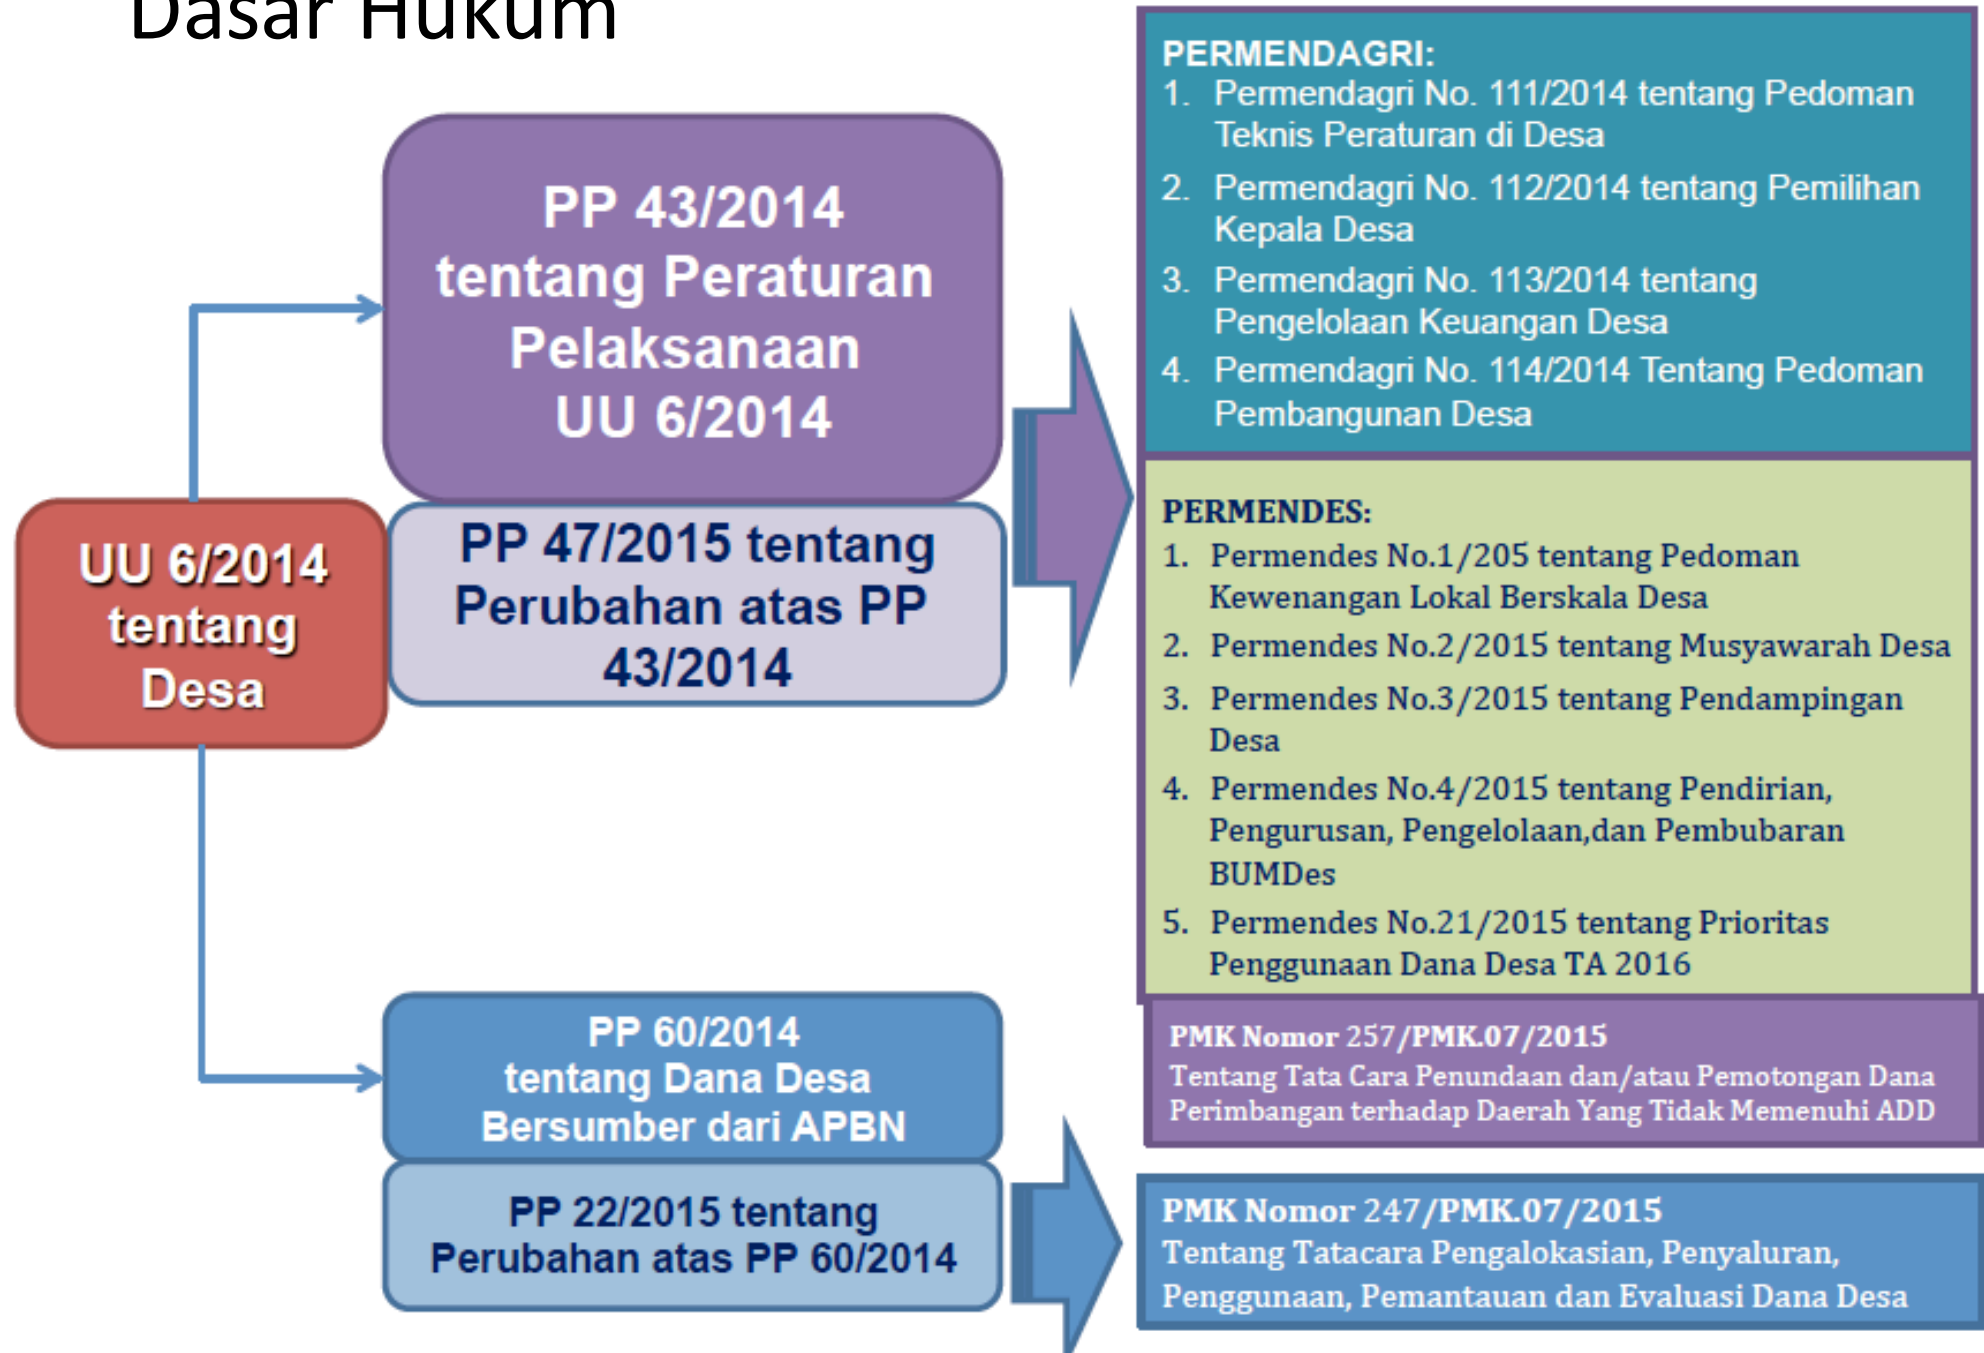 Dasar Hukum
UU 6/2014
tentang
Desa
PP 43/2014
tentang Peraturan
Pelaksanaan
UU 6/2014
PP 47/2015 tentang
Perubahan atas PP
43/2014
PERMENDAGRI:
1. Permendagri No. 111/2014 tentang Pedoman
Teknis Peraturan di Desa
2. Permendagri No. 112/2014 tentang Pemilihan
Kepala Desa
3. Permendagri No. 113/2014 tentang
Pengelolaan Keuangan Desa
4. Permendagri No. 114/2014 Tentang Pedoman
Pembangunan Desa
PERMENDES:
1. Permendes No.1/205 tentang Pedoman
Kewenangan Lokal Berskala Desa
2. Permendes No.2/2015 tentang Musyawarah Desa
3. Permendes No.3/2015 tentang Pendampingan
Desa
4. Permendes No.4/2015 tentang Pendirian,
Pengurusan, Pengelolaan,dan Pembubaran
BUMDes
5. Permendes No.21/2015 tentang Prioritas
Penggunaan Dana Desa TA 2016
PMK Nomor 257/PMK.07/2015
Tentang Tata Cara Penundaan dan/atau Pemotongan Dana
Perimbangan terhadap Daerah Yang Tidak Memenuhi ADD
PP 60/2014
tentang Dana Desa
Bersumber dari APBN
PP 22/2015 tentang
Perubahan atas PP 60/2014
PMK Nomor 247/PMK.07/2015
Tentang Tatacara Pengalokasian, Penyaluran,
Penggunaan, Pemantauan dan Evaluasi Dana Desa